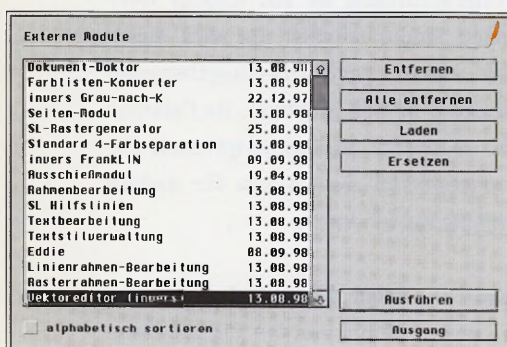 Externe Module
Dokument-Doktor 13.08.98
Farblisten-Konverter 13.08.98
invers Grau-nach-K 22.12.97
Seiten-Modul 13.08.98
SL-Rastergenerator 25.08.98
Standard 4-Farbseparation 13.08.98
invers FrankLIN 09.09.98
Ausschießmodul 19.04.98
Rahmenbearbeitung 13.08.98
SL Hilfslinien 13.08.98
Textbearbeitung 13.08.98
Textstilverwaltung 13.08.98
Eddie 08.09.98
Linienrahmen-Bearbeitung 13.08.98
Rasterrahmen-Bearbeitung 13.08.98
Vektoreditor (invers) 13.08.98
alphabetisch sortieren
Entfernen
Alle entfernen
Laden
Ersetzen
Ausführen
Ausgang